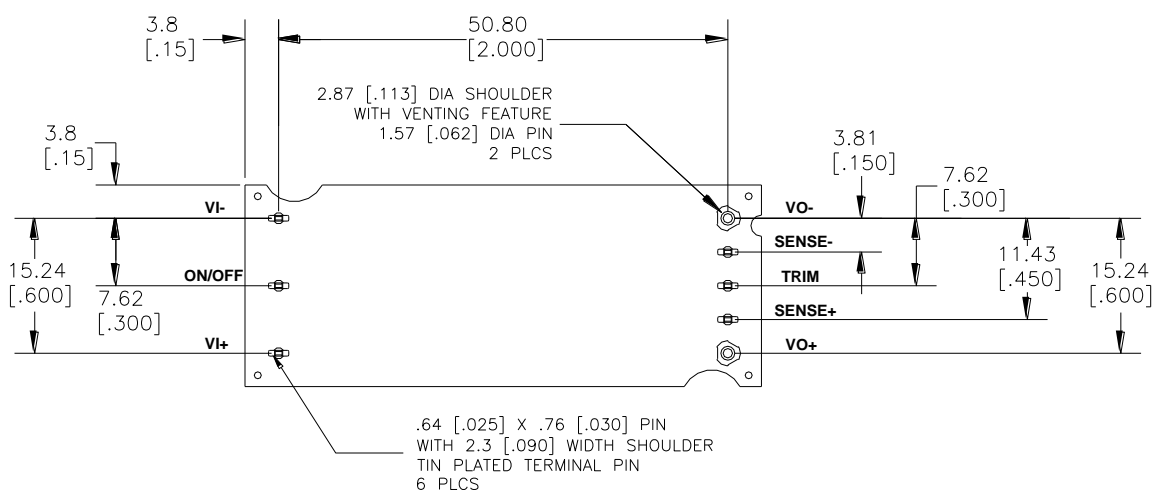 3.8
[.15]
50.80
[2.000]
2.87 [.113] DIA SHOULDER
WITH VENTING FEATURE
1.57 [.062] DIA PIN
2 PLCS
3.8
[.15]
3.81
[.150]
7.62
[.300]
VI-
VO-
SENSE-
15.24
[.600]
7.62
[.300]
ON/OFF
TRIM
11.43
[.450]
15.24
[.600]
SENSE+
VI+
VO+
.64 [.025] X .76 [.030] PIN
WITH 2.3 [.090] WIDTH SHOULDER
TIN PLATED TERMINAL PIN
6 PLCS